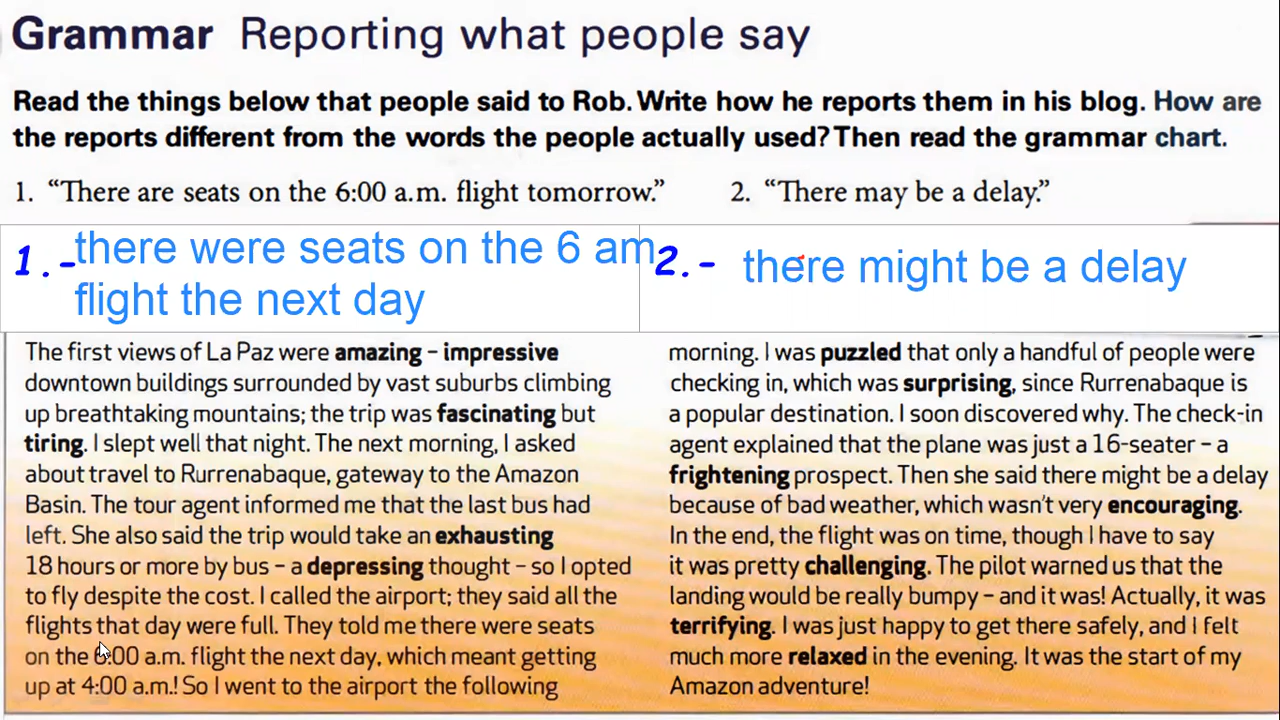 Grammar Reporting what people say
Read the things below that people said to Rob. Write how he reports them in his blog. How are
the reports different from the words the people actually used? Then read the grammar chart.
1. “There are seats on the 6:00 a.m. flight tomorrow.”
2. “There may be a delay.”
1.- there were seats on the 6 am
flight the next day
2.- there might be a delay
The first views of La Paz were amazing – impressive
downtown buildings surrounded by vast suburbs climbing
up breathtaking mountains; the trip was fascinating but
tiring. I slept well that night. The next morning, I asked
about travel to Rurrenabaque, gateway to the Amazon
Basin. The tour agent informed me that the last bus had
left. She also said the trip would take an exhausting
18 hours or more by bus – a depressing thought – so I opted
to fly despite the cost. I called the airport; they said all the
flights that day were full. They told me there were seats
on the 6:00 a.m. flight the next day, which meant getting
up at 4:00 a.m.! So I went to the airport the following
morning. I was puzzled that only a handful of people were
checking in, which was surprising, since Rurrenabaque is
a popular destination. I soon discovered why. The check-in
agent explained that the plane was just a 16-seater – a
frightening prospect. Then she said there might be a delay
because of bad weather, which wasn't very encouraging.
In the end, the flight was on time, though I have to say
it was pretty challenging. The pilot warned us that the
landing would be really bumpy – and it was! Actually, it was
terrifying. I was just happy to get there safely, and I felt
much more relaxed in the evening. It was the start of my
Amazon adventure!